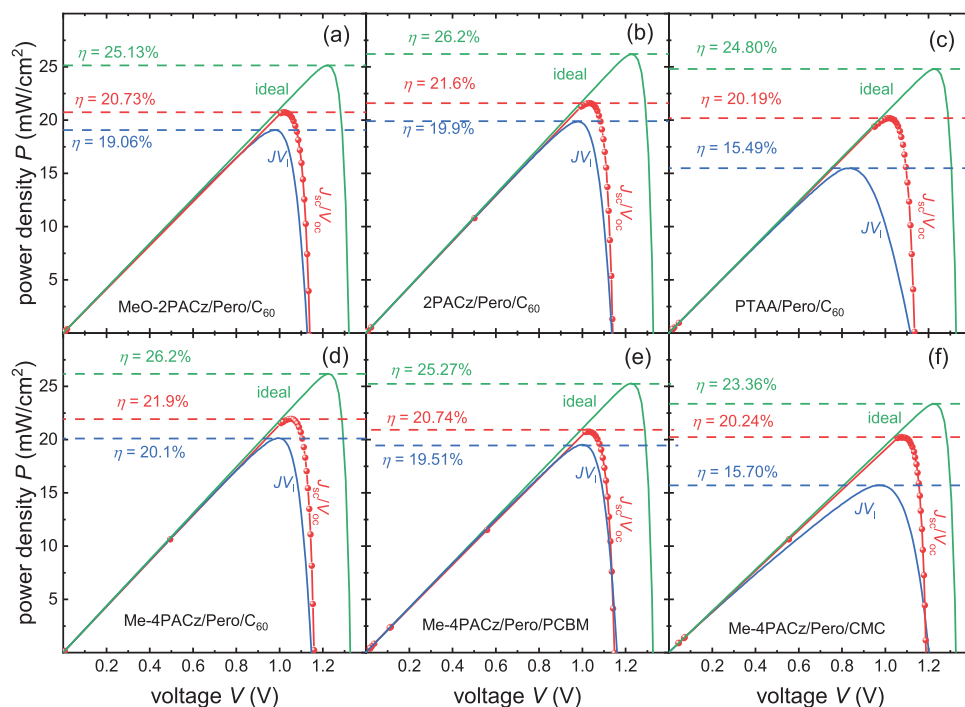 (a)
η = 25.13%
ideal
η = 20.73%
η = 19.06%
JV_I
J_sc/V_oc
MeO-2PACz/Pero/C₆₀
(b)
η = 26.2%
ideal
η = 21.6%
η = 19.9%
JV_I
J_sc/V_oc
2PACz/Pero/C₆₀
(c)
η = 24.80%
ideal
η = 20.19%
η = 15.49%
JV_I
J_sc/V_oc
PTAA/Pero/C₆₀
power density P (mW/cm²)
25
20
15
10
5
(d)
η = 26.2%
ideal
η = 21.9%
η = 20.1%
JV_I
J_sc/V_oc
Me-4PACz/Pero/C₆₀
(e)
η = 25.27%
ideal
η = 20.74%
η = 19.51%
JV_I
J_sc/V_oc
Me-4PACz/Pero/PCBM
(f)
η = 23.36%
ideal
η = 20.24%
η = 15.70%
JV_I
J_sc/V_oc
Me-4PACz/Pero/CMC
power density P (mW/cm²)
25
20
15
10
5
0.2 0.4 0.6 0.8 1.0 1.2
0.2 0.4 0.6 0.8 1.0 1.2
0.2 0.4 0.6 0.8 1.0 1.2
voltage V (V)
voltage V (V)
voltage V (V)